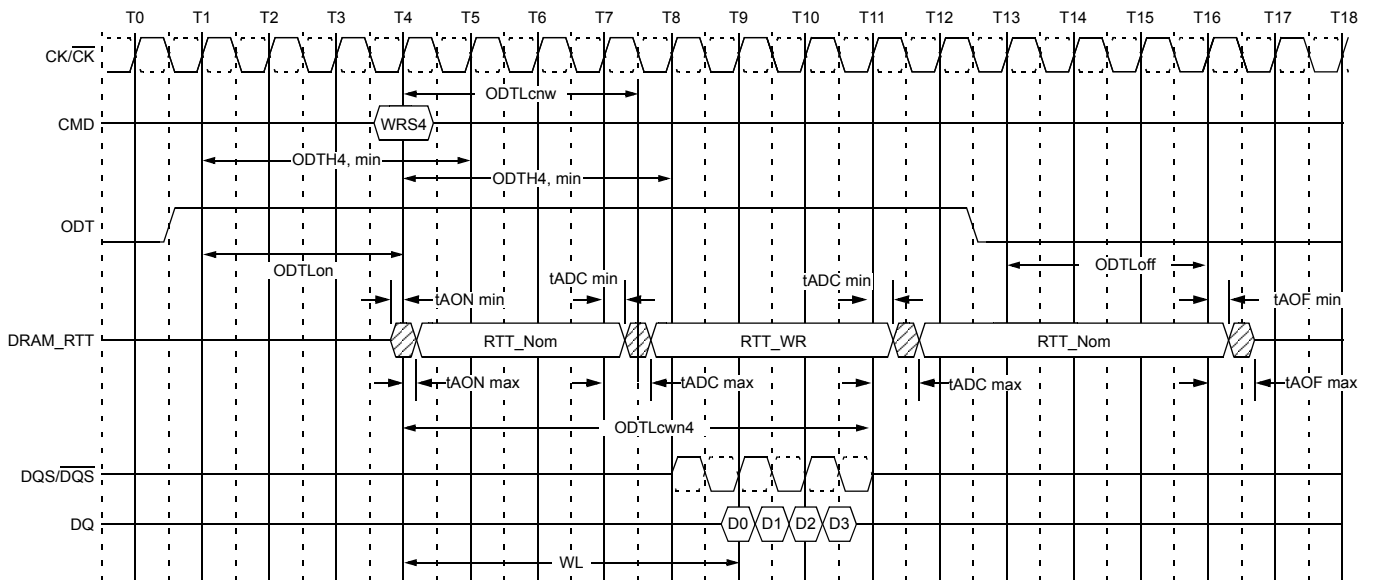 T0 T1 T2 T3 T4 T5 T6 T7 T8 T9 T10 T11 T12 T13 T14 T15 T16 T17 T18
CK/CK
ODTLcnw
CMD WRS4
ODTH4, min
ODTH4, min
ODT
ODTLon tADC min tADC min ODTLoff
tAON min tAOF min
DRAM_RTT RTT_Nom RTT_WR RTT_Nom
tAON max tADC max tADC max tAOF max
ODTLcwn4
DQS/DQS
DQ D0 D1 D2 D3
WL